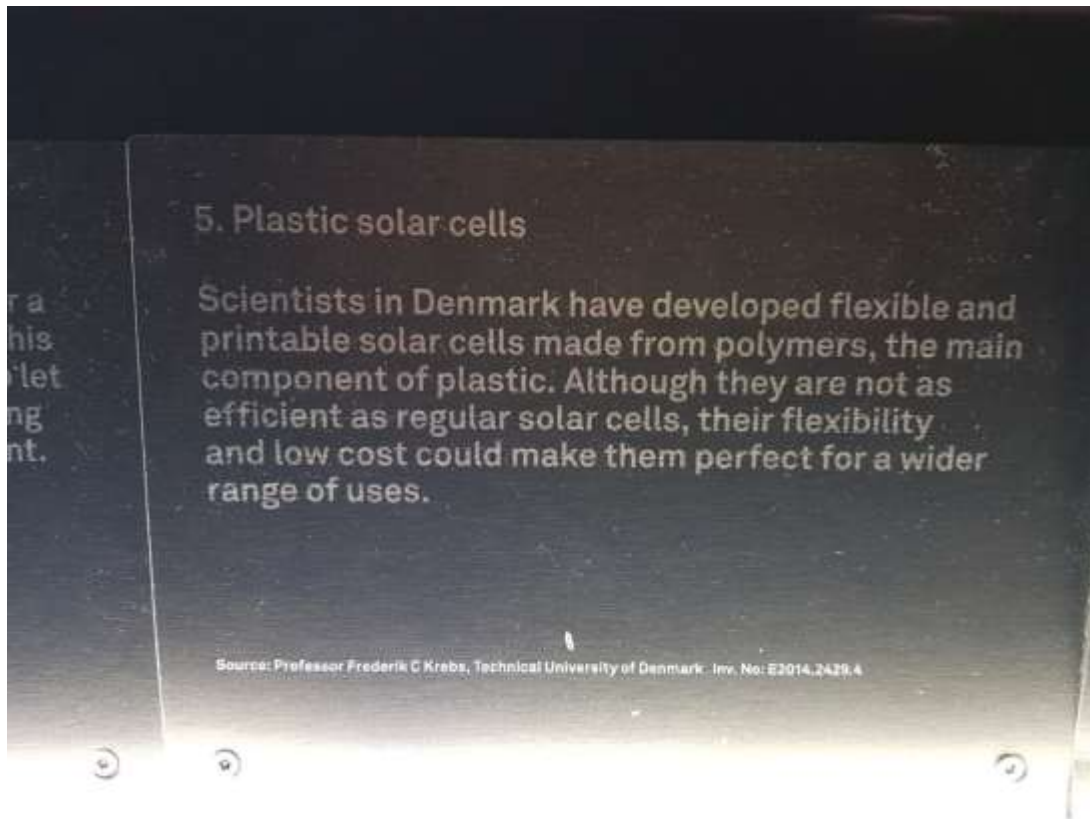 5. Plastic solar cells
Scientists in Denmark have developed flexible and
printable solar cells made from polymers, the main
component of plastic. Although they are not as
efficient as regular solar cells, their flexibility
and low cost could make them perfect for a wider
range of uses.
Source: Professor Frederik C Krebs, Technical University of Denmark Inv. No: E2014.2429.4
a
let